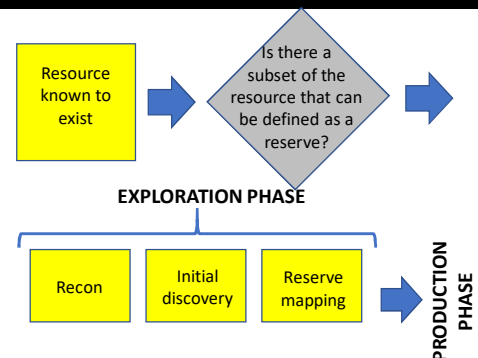 Resource
known to
exist
Is there a
subset of the
resource that can
be defined as a
reserve?
EXPLORATION PHASE
Recon
Initial
discovery
Reserve
mapping
PRODUCTION
PHASE